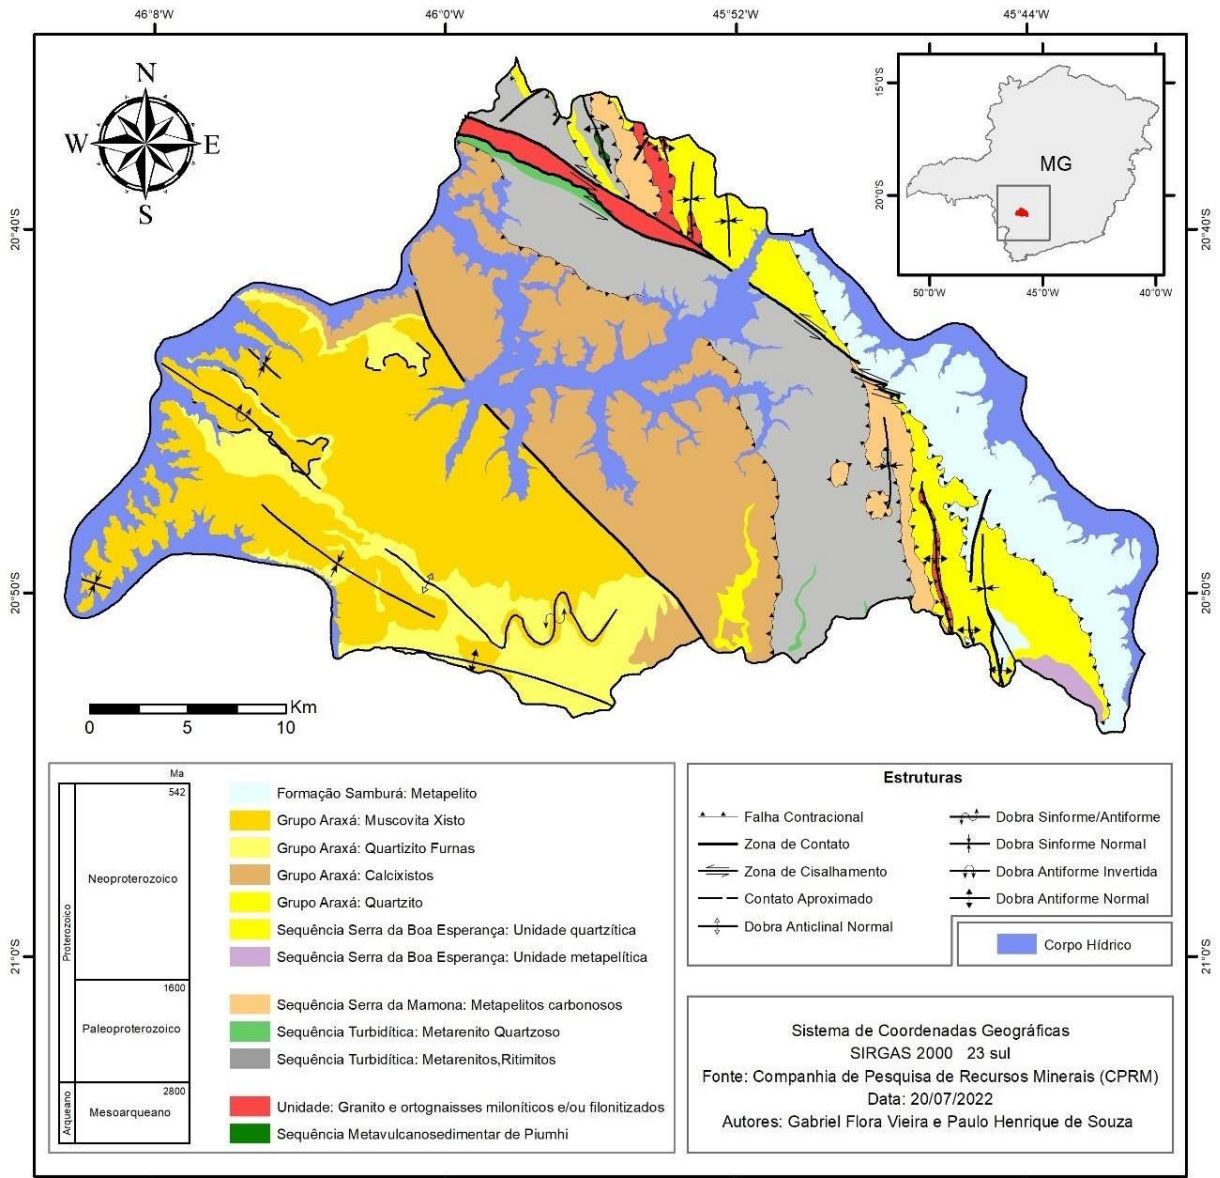 46°8'W
46°0'W
45°52'W
45°44'W
N
W
E
S
15°0'S
20°0'S
MG
50°0'W
45°0'W
40°0'W
20°40'S
20°40'S
20°50'S
20°50'S
21°0'S
21°0'S
Km
0
5
10
Ma
542
Proterozoico
Neoproterozoico
1600
Paleoproterozoico
2800
Arqueano
Mesoarqueano
Formação Samburá: Metapelito
Grupo Araxá: Muscovita Xisto
Grupo Araxá: Quartizito Furnas
Grupo Araxá: Calcixistos
Grupo Araxá: Quartzito
Sequência Serra da Boa Esperança: Unidade quartzítica
Sequência Serra da Boa Esperança: Unidade metapelítica
Sequência Serra da Mamona: Metapelitos carbonosos
Sequência Turbidítica: Metarenito Quartzoso
Sequência Turbidítica: Metarenitos,Ritimitos
Unidade: Granito e ortognaisses miloníticos e/ou filonitizados
Sequência Metavulcanosedimentar de Piumhi
Estruturas
Falha Contracional
Zona de Contato
Zona de Cisalhamento
Contato Aproximado
Dobra Anticlinal Normal
Dobra Sinforme/Antiforme
Dobra Sinforme Normal
Dobra Antiforme Invertida
Dobra Antiforme Normal
Corpo Hídrico
Sistema de Coordenadas Geográficas
SIRGAS 2000 23 sul
Fonte: Companhia de Pesquisa de Recursos Minerais (CPRM)
Data: 20/07/2022
Autores: Gabriel Flora Vieira e Paulo Henrique de Souza